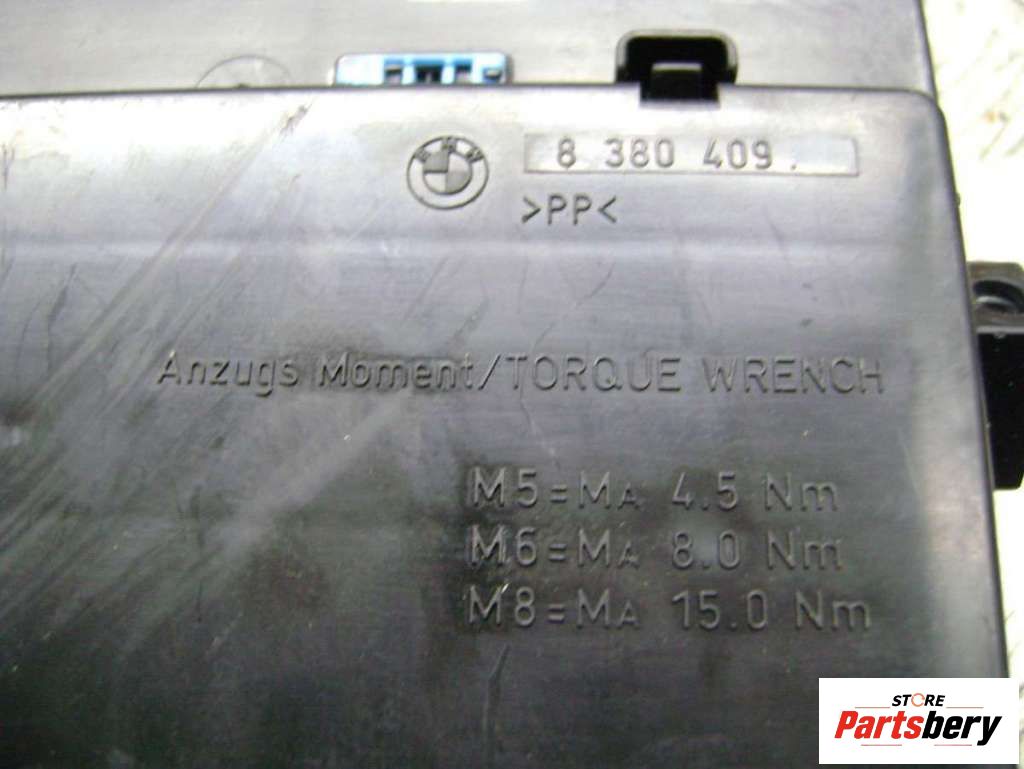 BMW
8 380 409.
>PP<
Anzugs Moment/TORQUE WRENCH
M5=MA 4.5 Nm
M6=MA 8.0 Nm
M8=MA 15.0 Nm
STORE
Partsbery